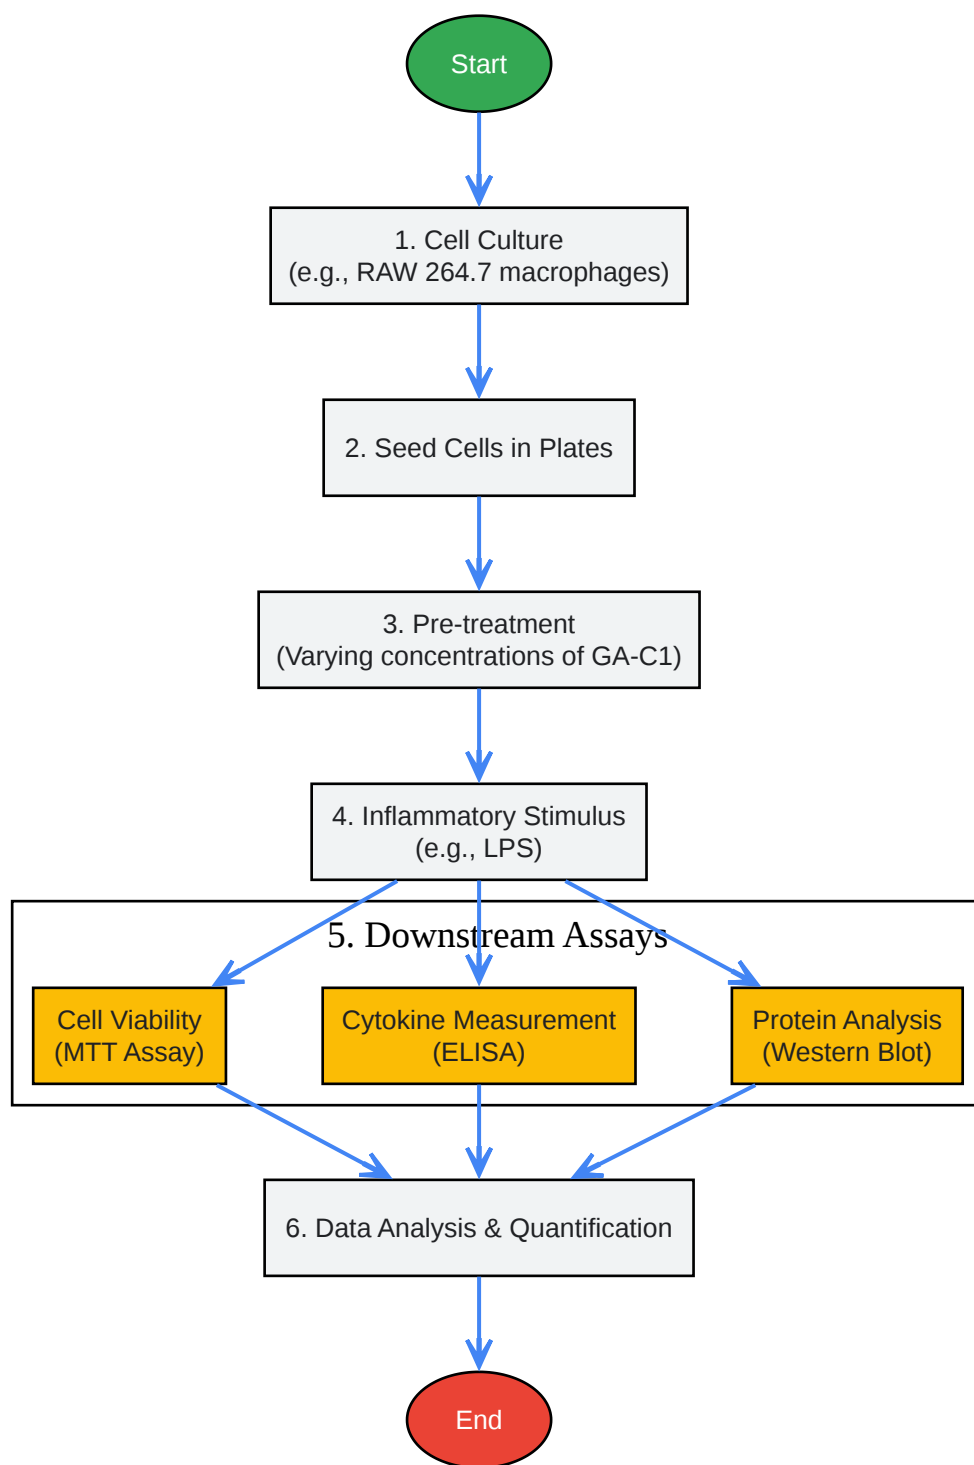 Start
1. Cell Culture
(e.g., RAW 264.7 macrophages)
2. Seed Cells in Plates
3. Pre-treatment
(Varying concentrations of GA-C1)
4. Inflammatory Stimulus
(e.g., LPS)
5. Downstream Assays
Cell Viability
(MTT Assay)
Cytokine Measurement
(ELISA)
Protein Analysis
(Western Blot)
6. Data Analysis & Quantification
End